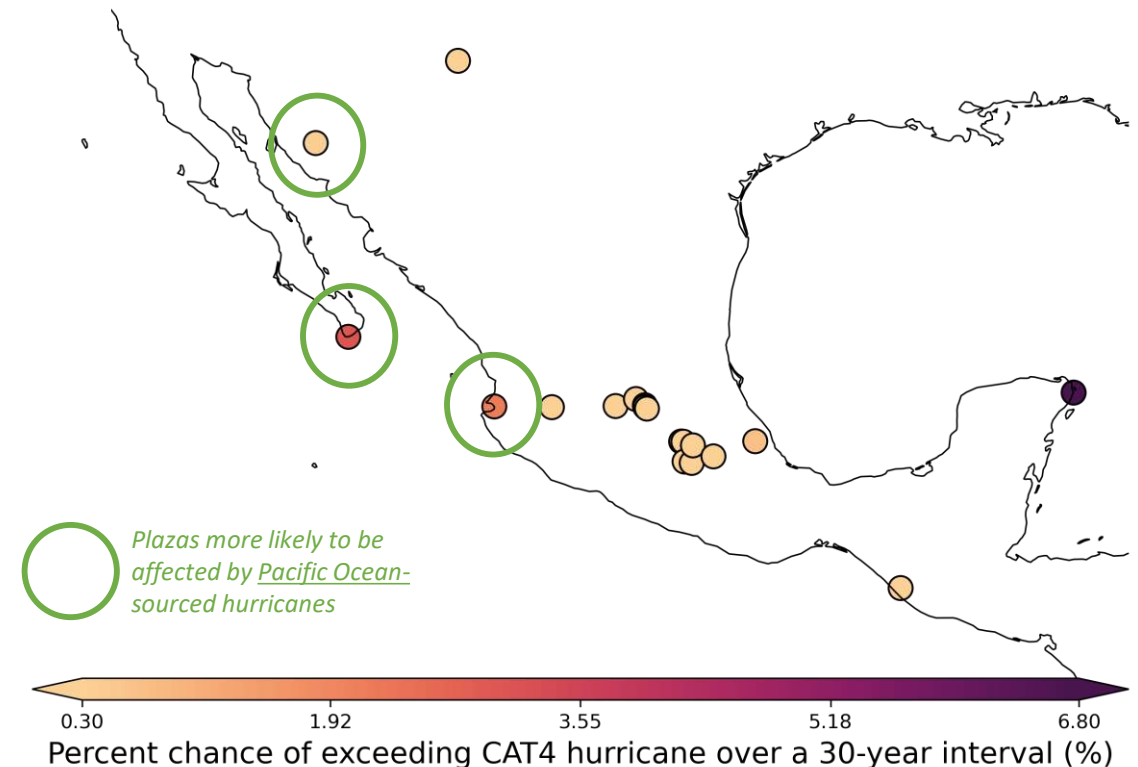 Plazas more likely to be
affected by Pacific Ocean-
sourced hurricanes
0.30 1.92 3.55 5.18 6.80
Percent chance of exceeding CAT4 hurricane over a 30-year interval (%)